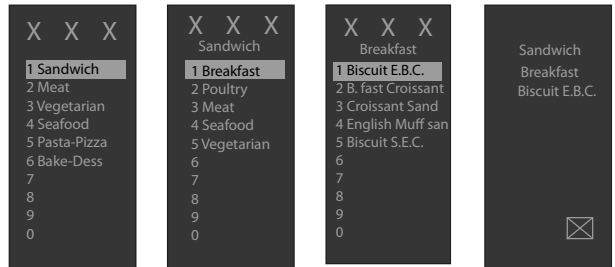 X X X
1 Sandwich
2 Meat
3 Vegetarian
4 Seafood
5 Pasta-Pizza
6 Bake-Dess
7
8
9
0
X X X
Sandwich
1 Breakfast
2 Poultry
3 Meat
4 Seafood
5 Vegetarian
6
7
8
9
0
X X X
Breakfast
1 Biscuit E.B.C.
2 B. fast Croissant
3 Croissant Sand
4 English Muff san
5 Biscuit S.E.C.
6
7
8
9
0
Sandwich
Breakfast
Biscuit E.B.C.